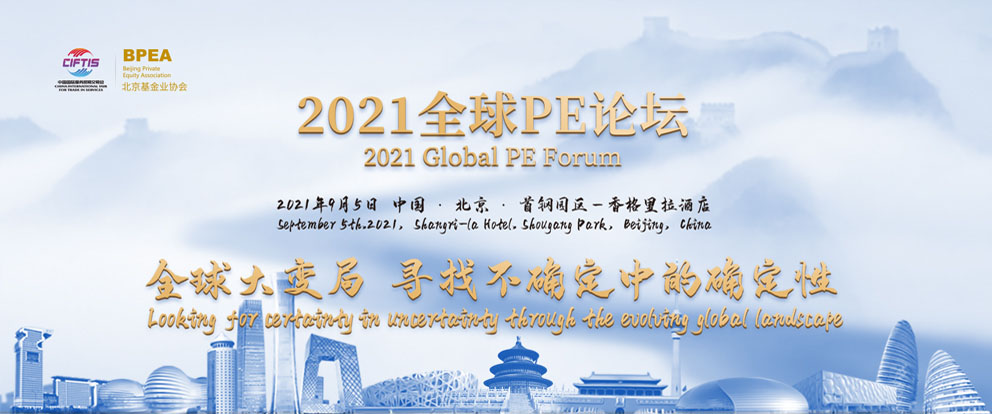 CIFTIS
中国国际服务贸易交易会
CHINA INTERNATIONAL FAIR
FOR TRADE IN SERVICES
BPEA
Beijing Private
Equity Association
北京基金业协会
2021全球PE论坛
2021 Global PE Forum
2021年9月5日 中国 · 北京 · 首钢园区-香格里拉酒店
September 5th.2021, Shangri-la Hotel. Shougang Park, Beijing, China
全球大变局 寻找不确定中的确定性
Looking for certainty in uncertainty through the evolving global landscape